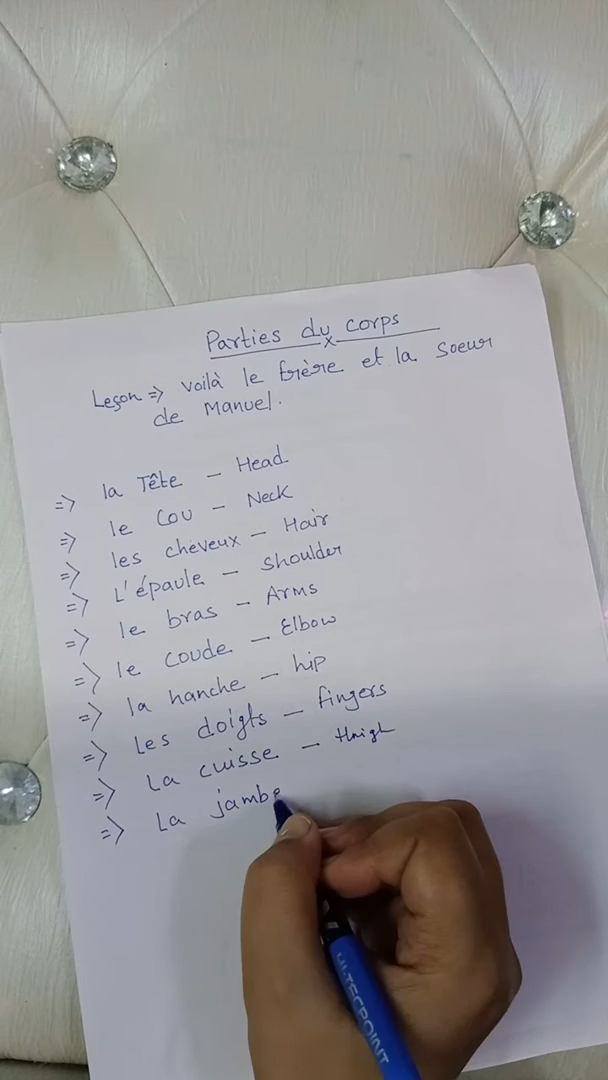 Parties du corps
Leçon => Voilà le frère et la soeur
de Manuel.
=> la Tête - Head
=> le Cou - Neck
=> les cheveux - Hair
=> L'épaule - Shoulder
=> le bras - Arms
=> le coude - Elbow
=> la hanche - hip
=> Les doigts - fingers
=> La cuisse - Thigh
=> La jambe
HI-TECPOINT